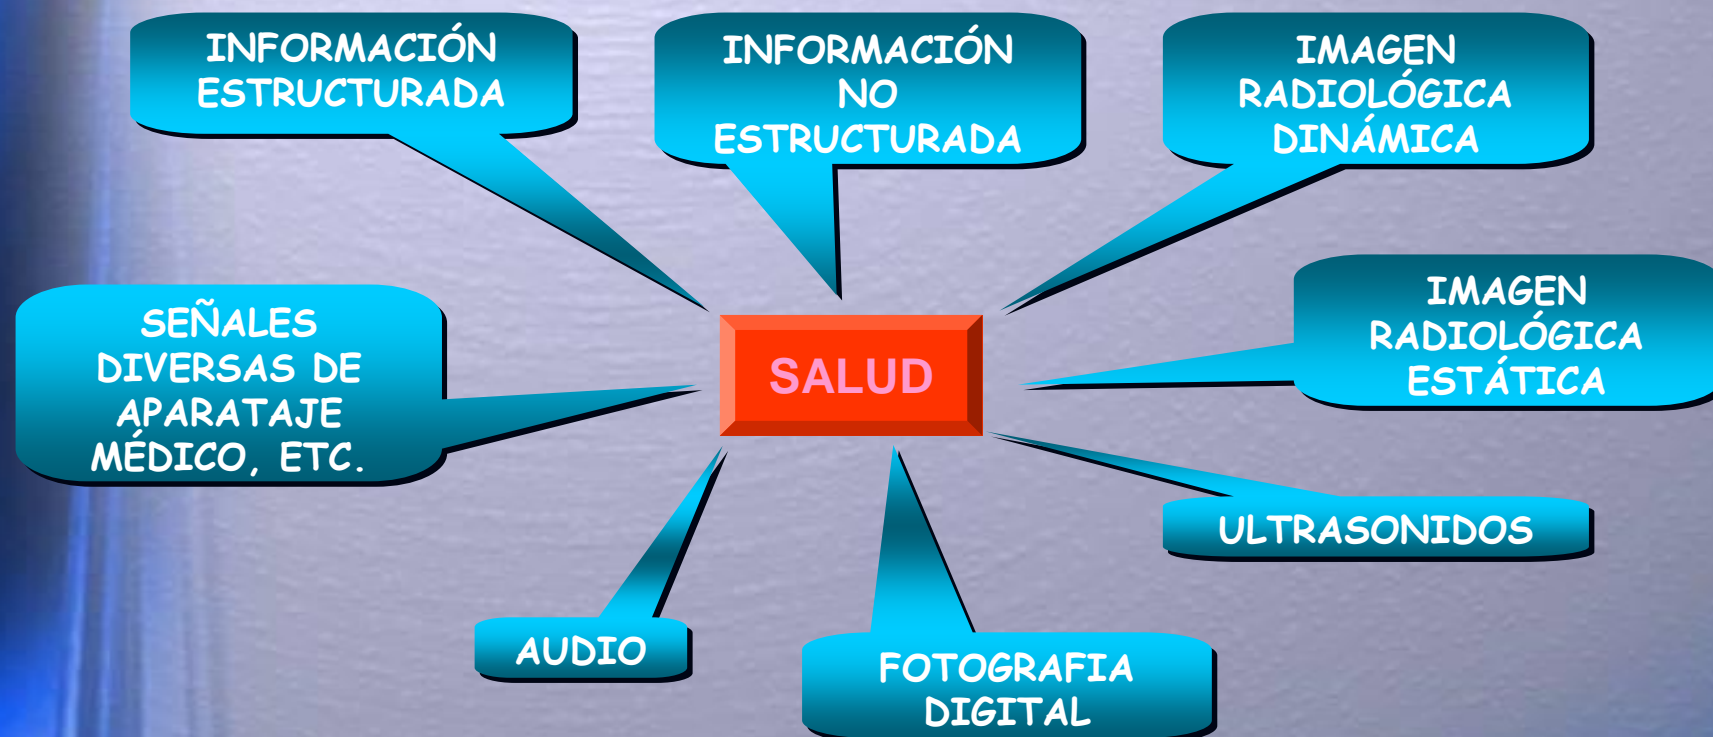 INFORMACIÓN
ESTRUCTURADA
INFORMACIÓN
NO
ESTRUCTURADA
IMAGEN
RADIOLÓGICA
DINÁMICA
SEÑALES
DIVERSAS DE
APARATAJE
MÉDICO, ETC.
SALUD
IMAGEN
RADIOLÓGICA
ESTÁTICA
ULTRASONIDOS
AUDIO
FOTOGRAFIA
DIGITAL